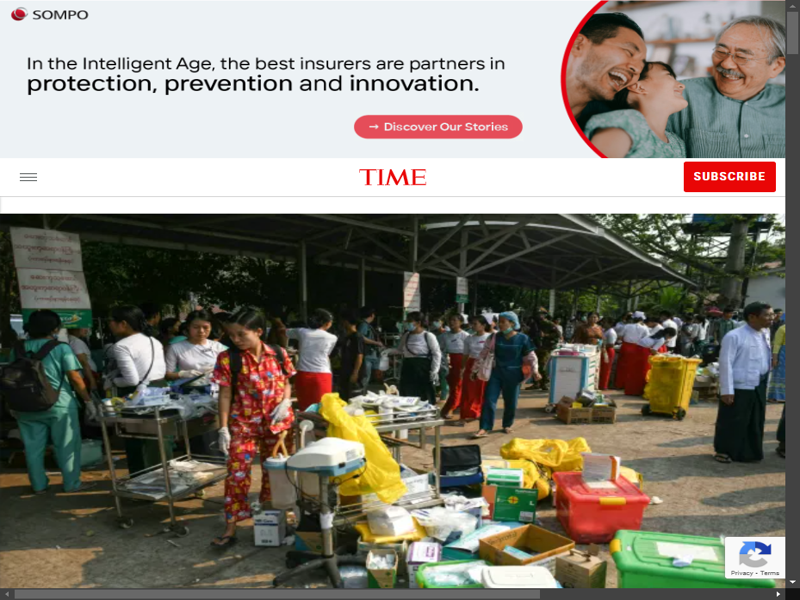 SOMPO
In the Intelligent Age, the best insurers are partners in
protection, prevention and innovation.
→ Discover Our Stories
TIME
SUBSCRIBE
Privacy - Terms